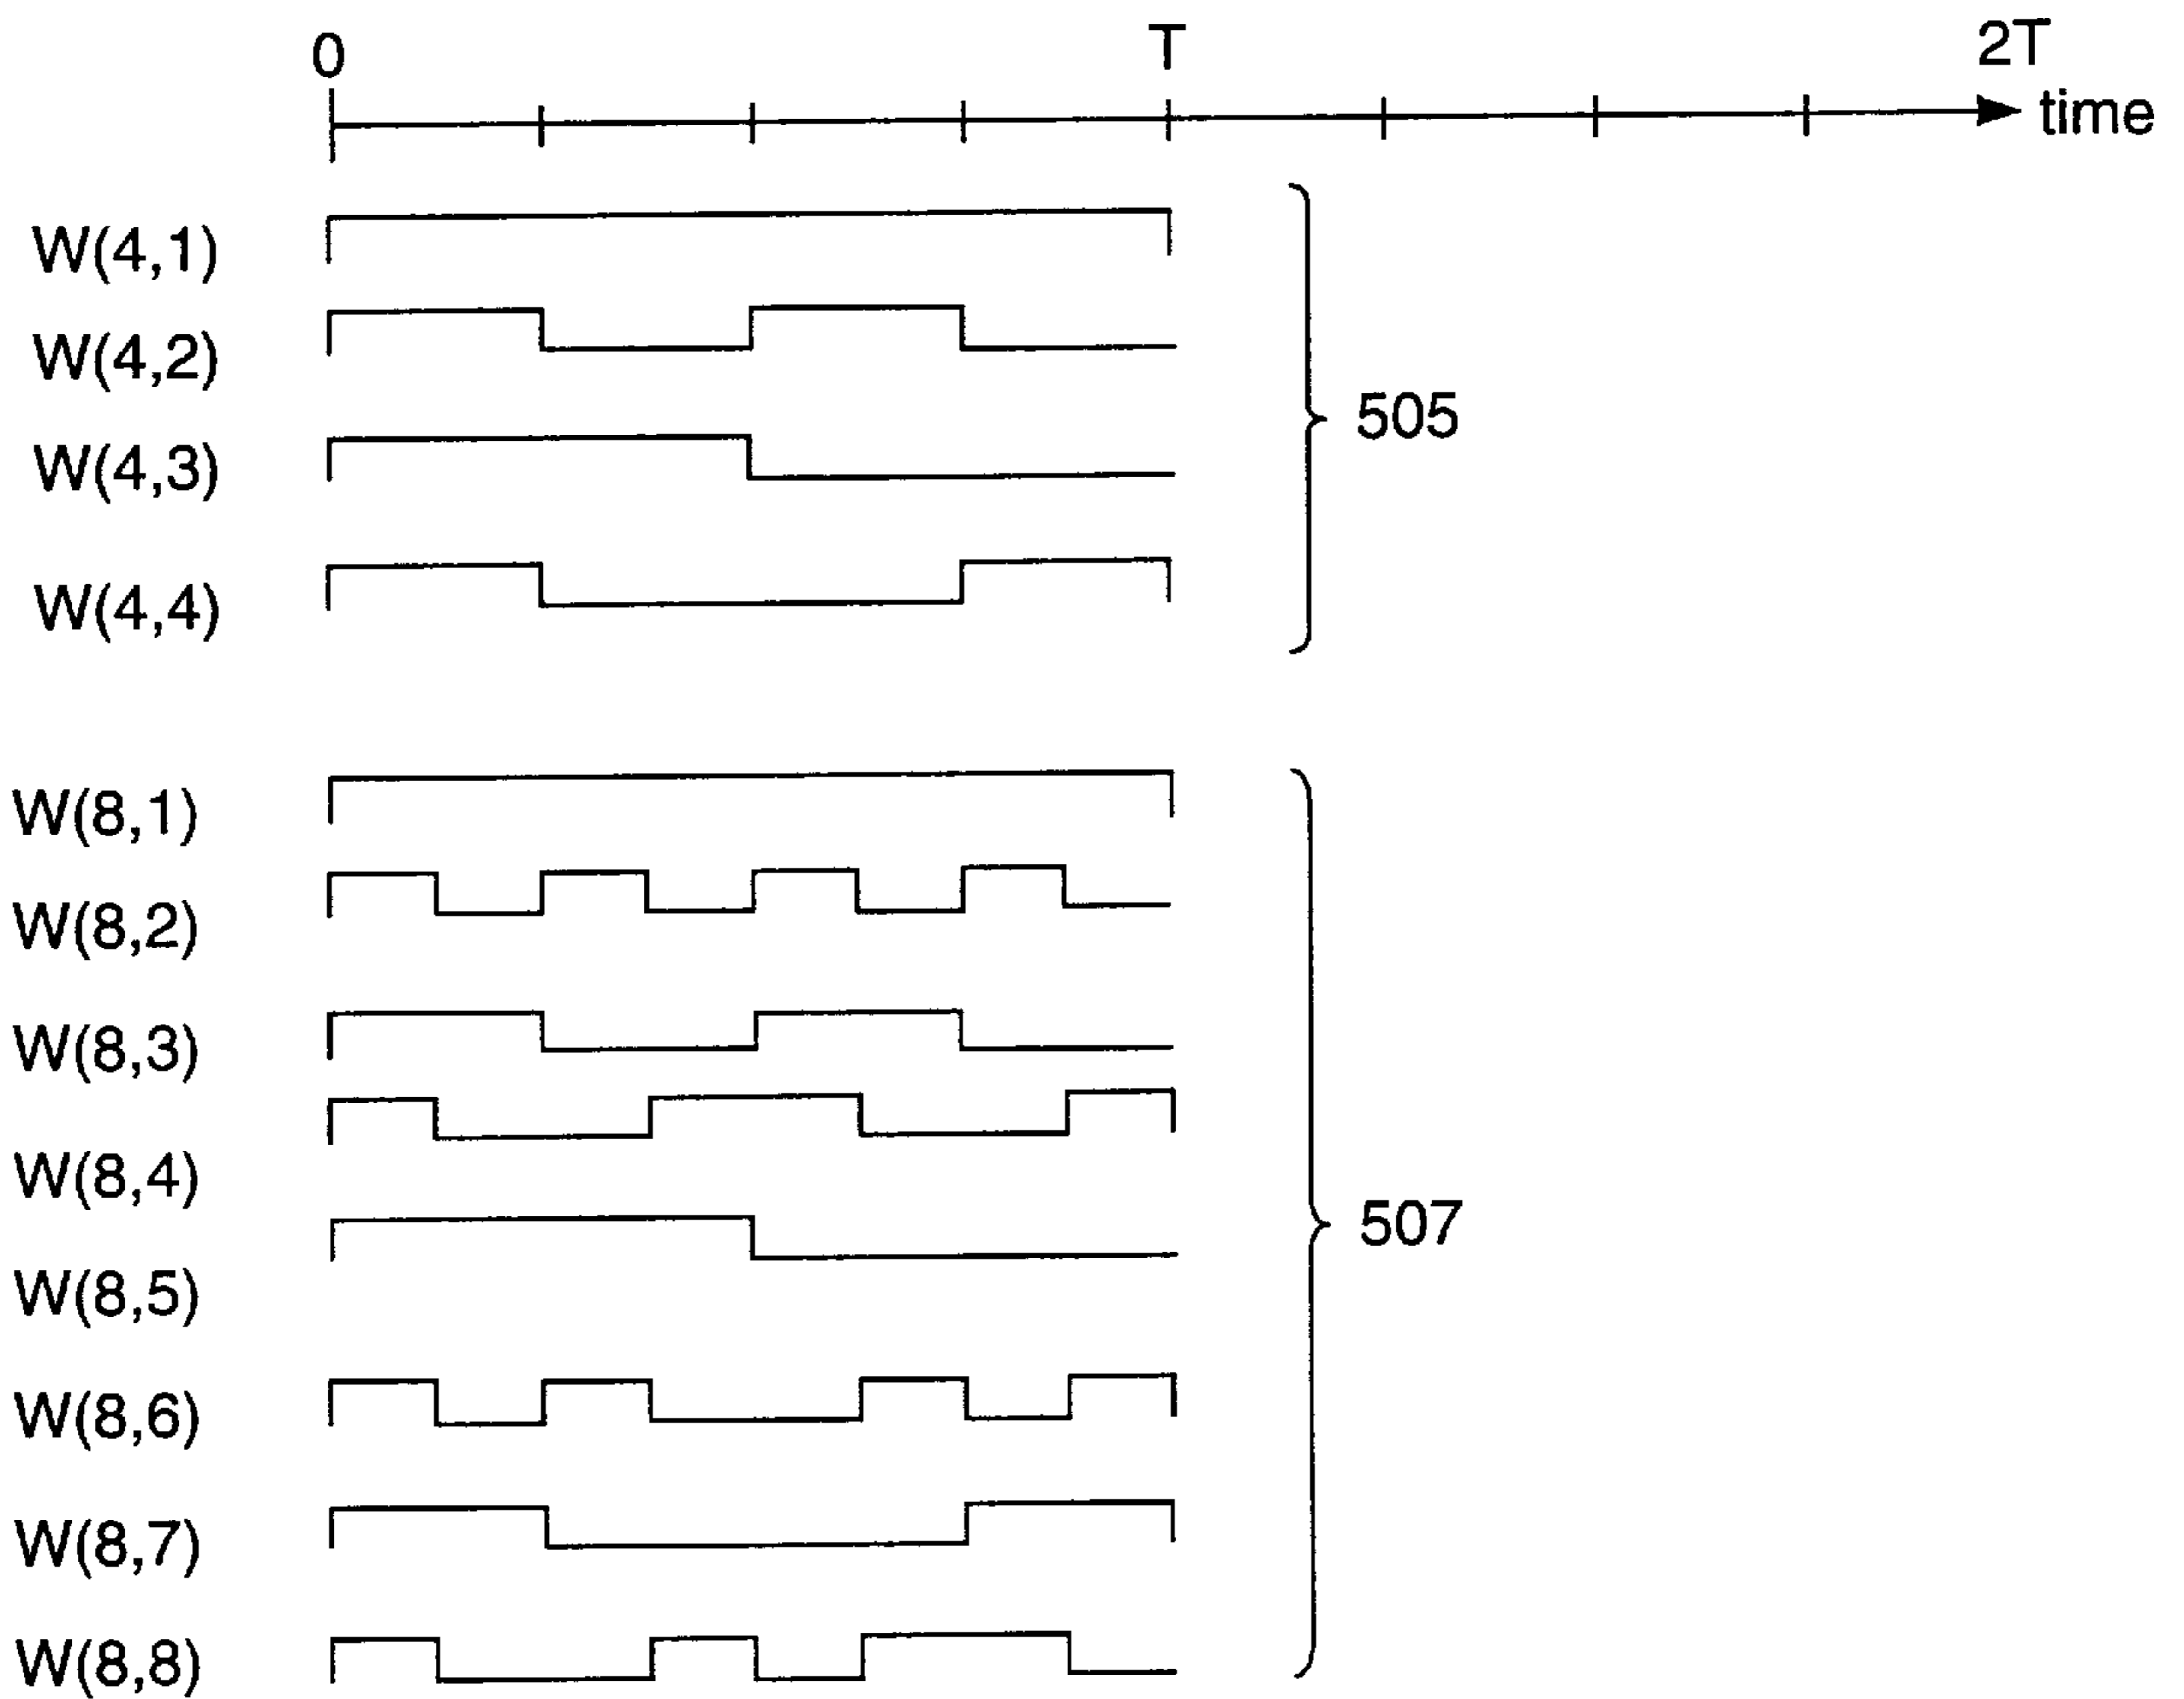 0 T 2T
time
W(4,1)
W(4,2)
505
W(4,3)
W(4,4)
W(8,1)
W(8,2)
W(8,3)
W(8,4)
507
W(8,5)
W(8,6)
W(8,7)
W(8,8)